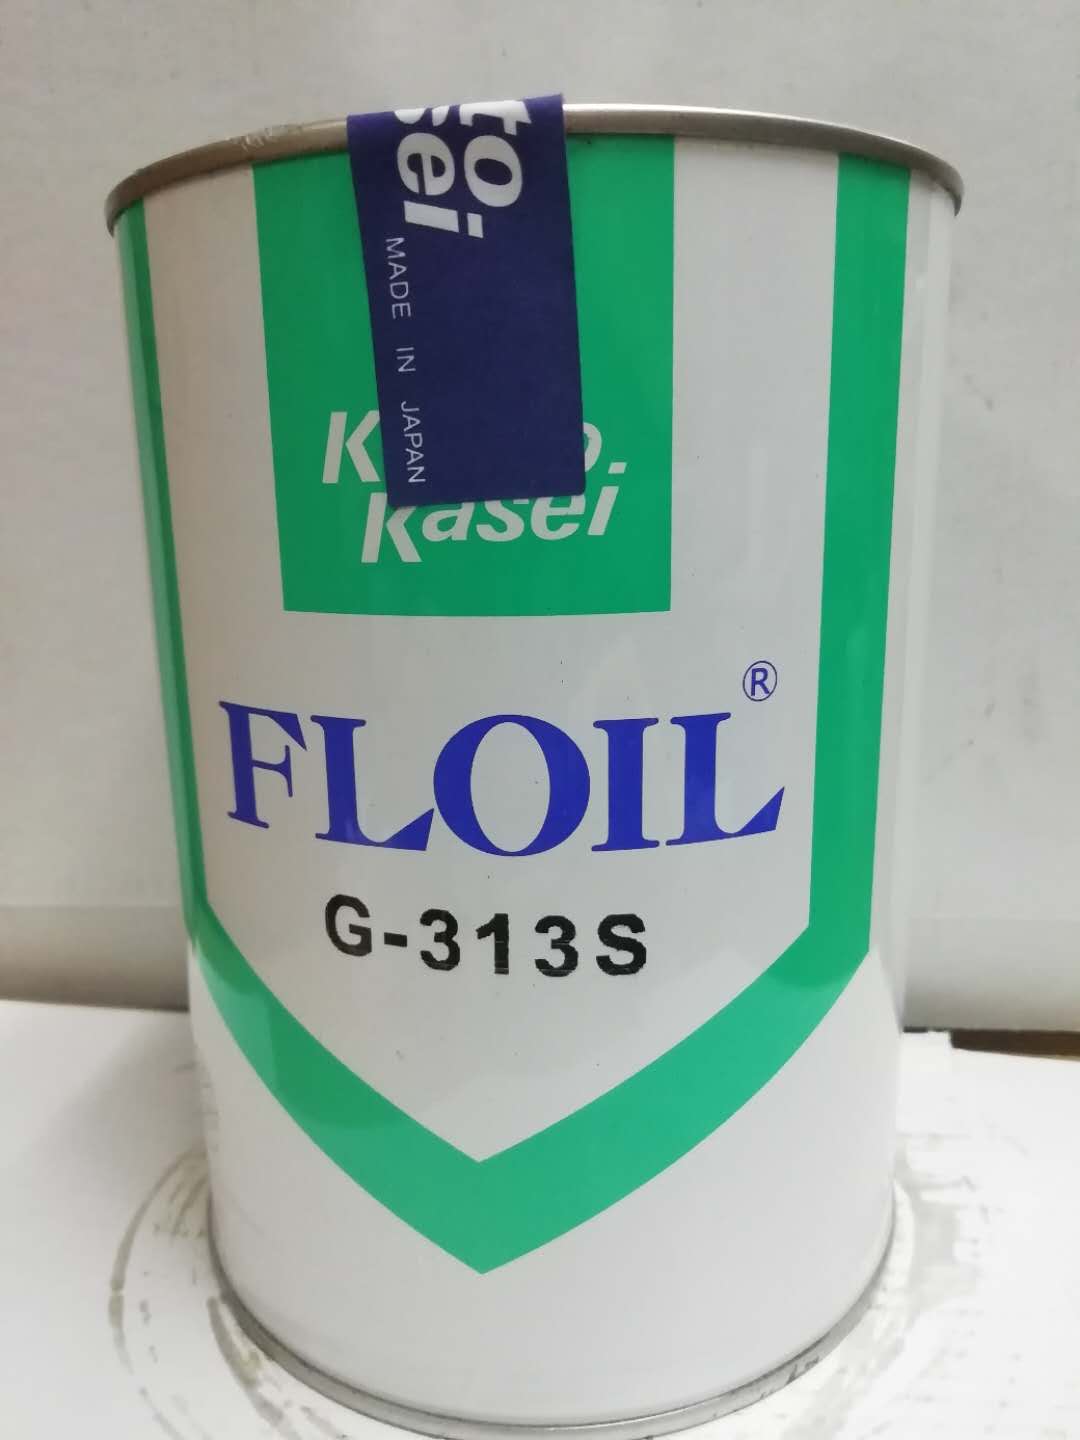 to
sei
MADE IN JAPAN
Kasei
FLOIL®
G-313S